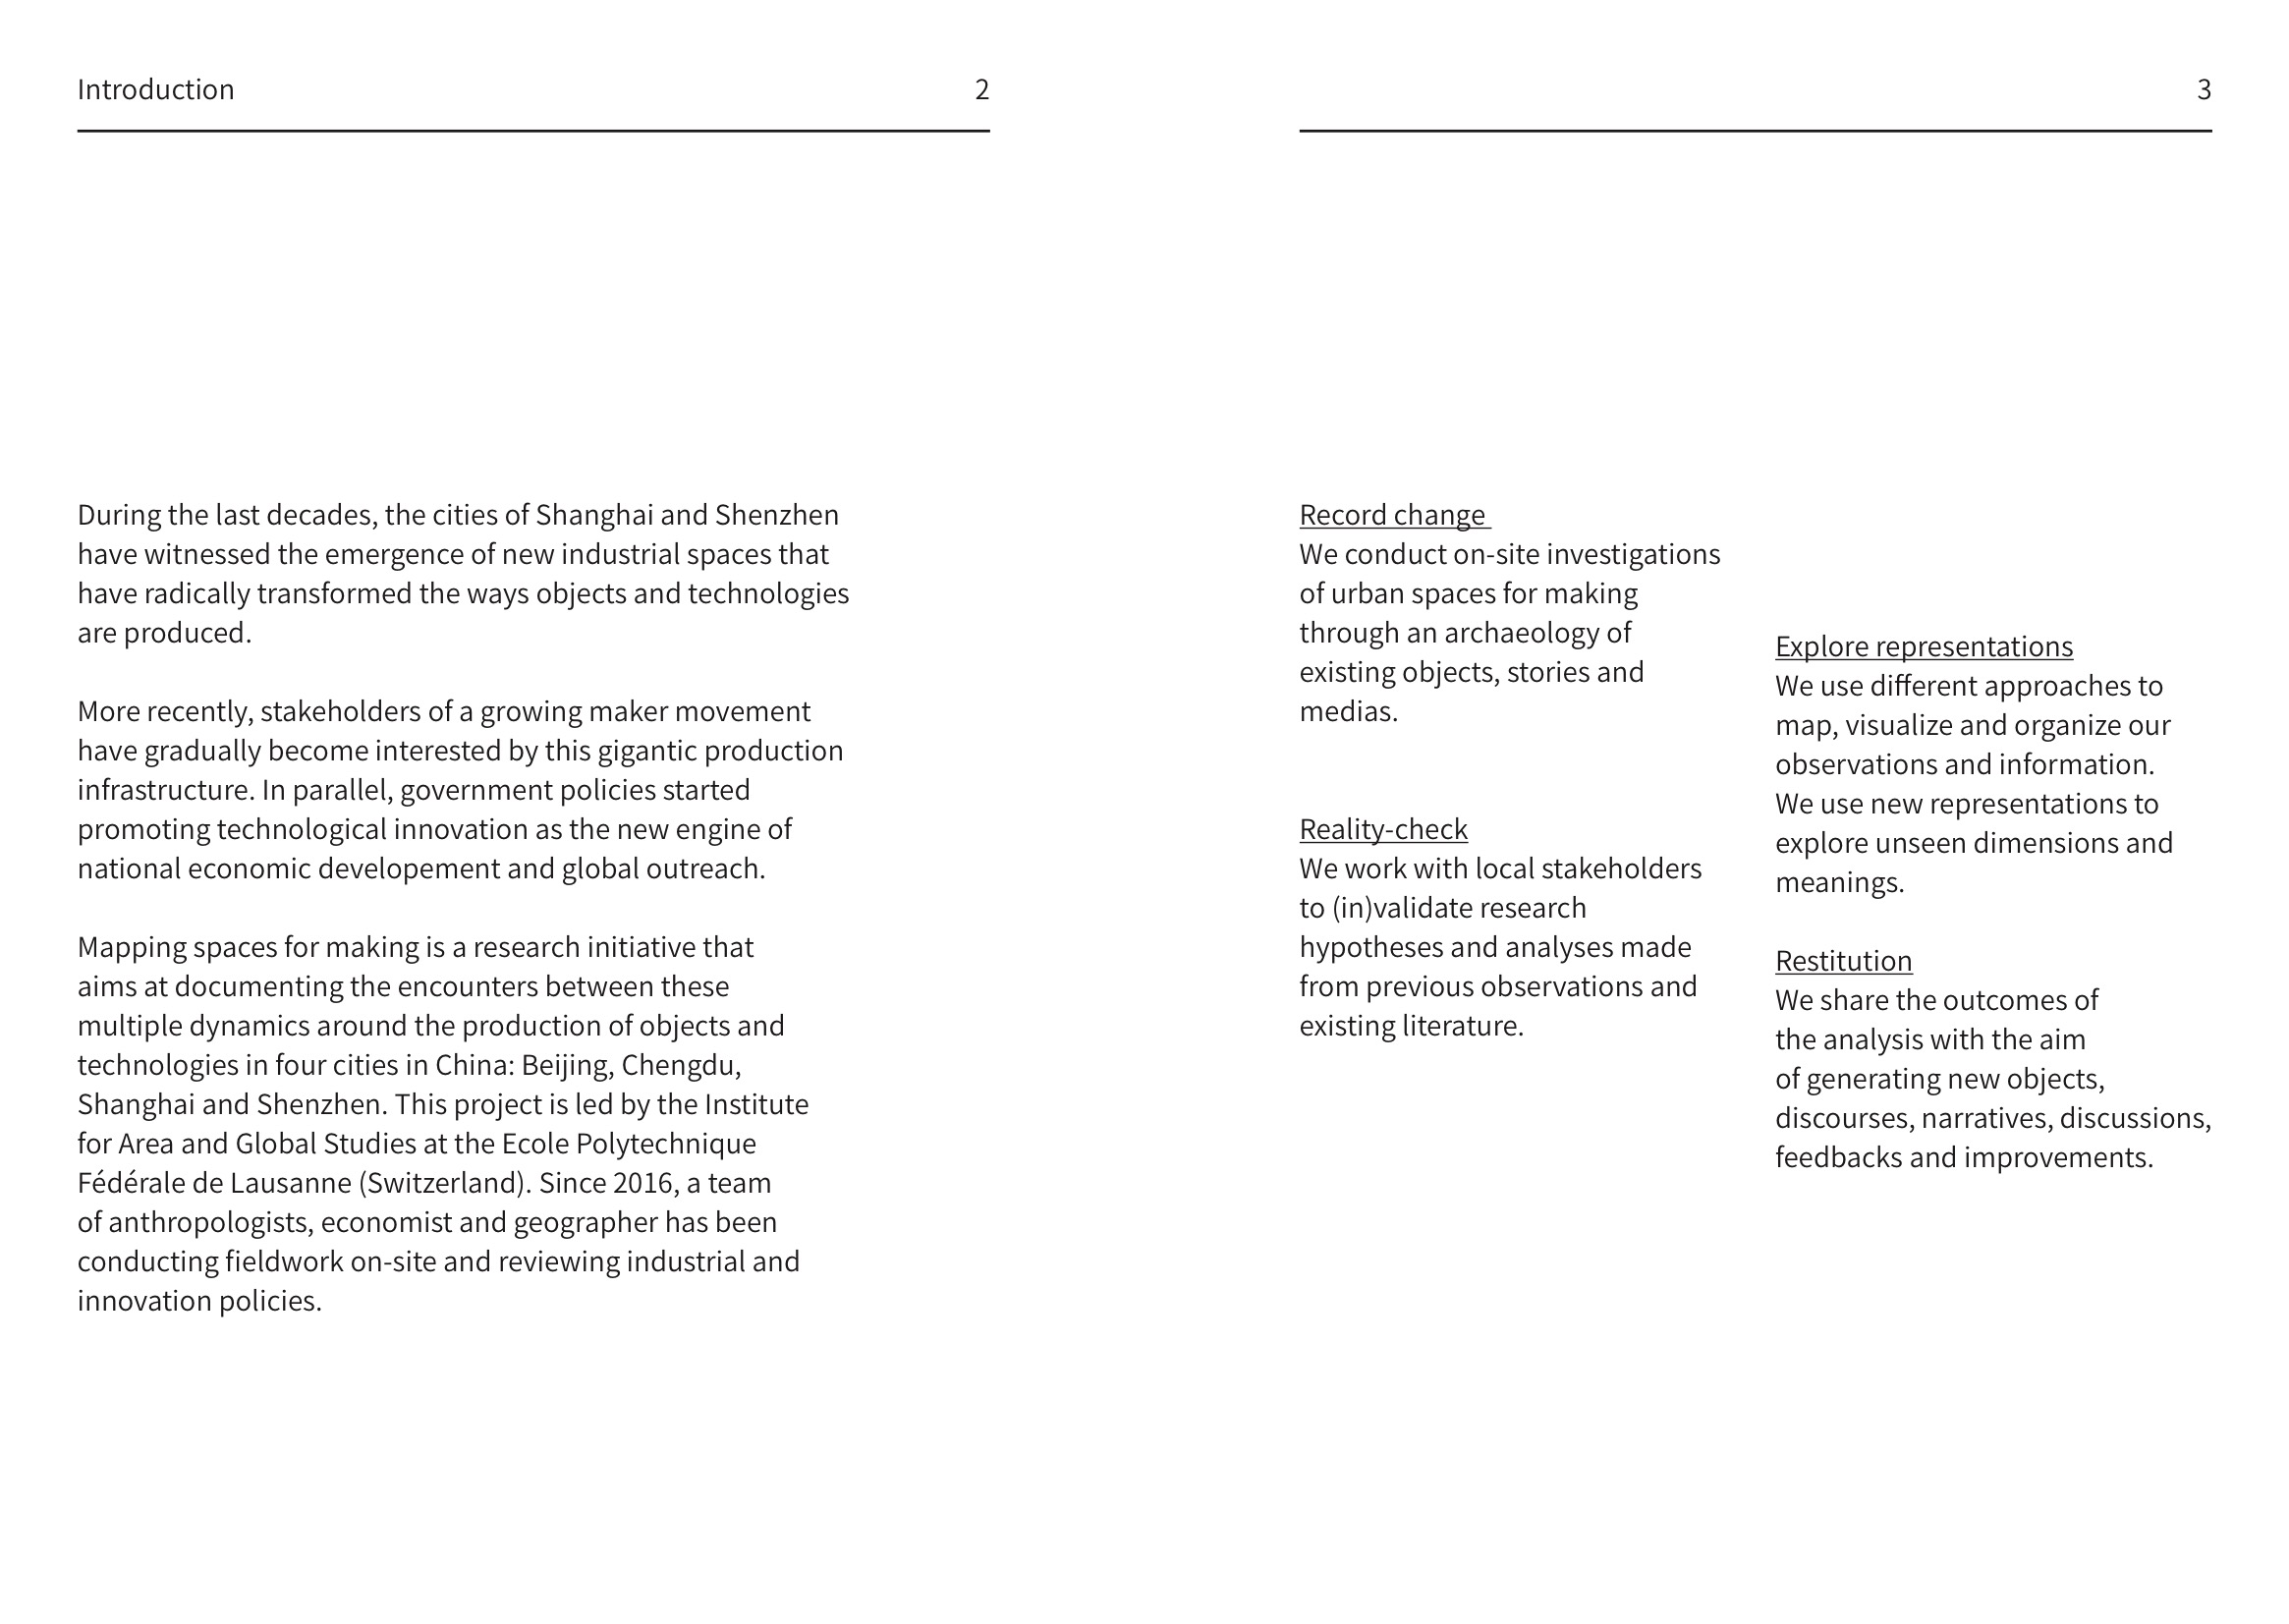 Introduction
2
During the last decades, the cities of Shanghai and Shenzhen
have witnessed the emergence of new industrial spaces that
have radically transformed the ways objects and technologies
are produced.
More recently, stakeholders of a growing maker movement
have gradually become interested by this gigantic production
infrastructure. In parallel, government policies started
promoting technological innovation as the new engine of
national economic developement and global outreach.
Mapping spaces for making is a research initiative that
aims at documenting the encounters between these
multiple dynamics around the production of objects and
technologies in four cities in China: Beijing, Chengdu,
Shanghai and Shenzhen. This project is led by the Institute
for Area and Global Studies at the Ecole Polytechnique
Fédérale de Lausanne (Switzerland). Since 2016, a team
of anthropologists, economist and geographer has been
conducting fieldwork on-site and reviewing industrial and
innovation policies.
3
Record change
We conduct on-site investigations
of urban spaces for making
through an archaeology of
existing objects, stories and
medias.
Reality-check
We work with local stakeholders
to (in)validate research
hypotheses and analyses made
from previous observations and
existing literature.
Explore representations
We use different approaches to
map, visualize and organize our
observations and information.
We use new representations to
explore unseen dimensions and
meanings.
Restitution
We share the outcomes of
the analysis with the aim
of generating new objects,
discourses, narratives, discussions,
feedbacks and improvements.